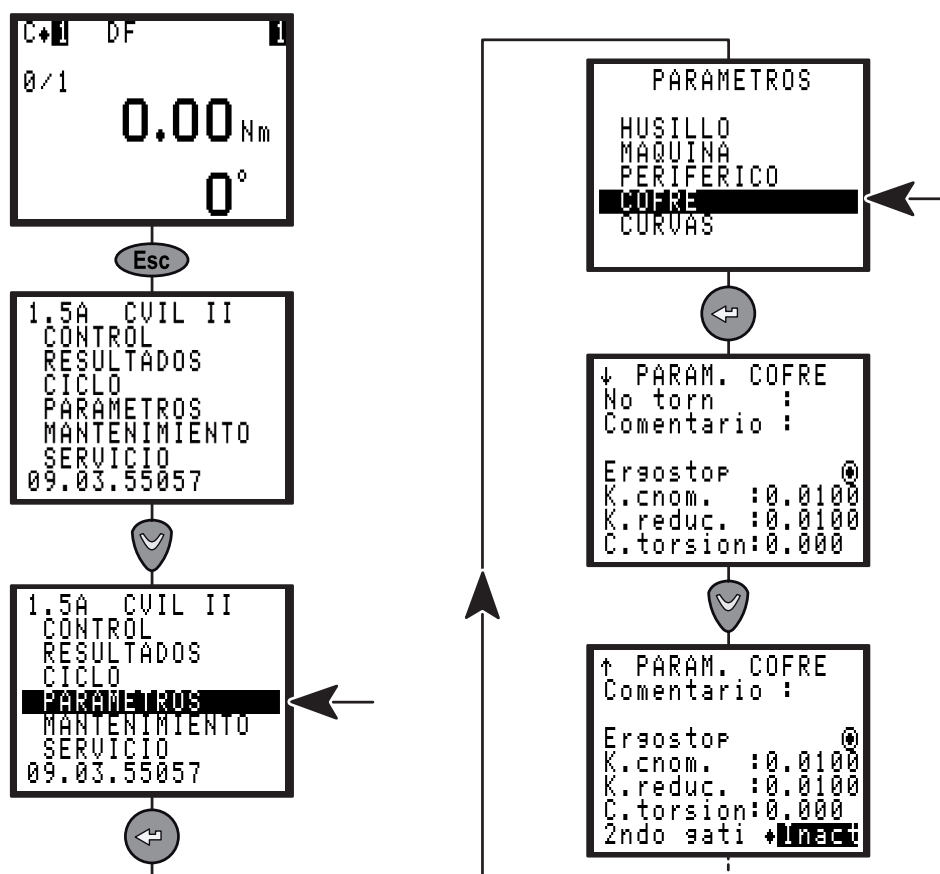 C♦1 DF 1
0/1
0.00 Nm
0°
Esc
1.5A CVIL II
CONTROL
RESULTADOS
CICLO
PARAMETROS
MANTENIMIENTO
SERVICIO
09.03.55057
1.5A CVIL II
CONTROL
RESULTADOS
CICLO
PARAMETROS
MANTENIMIENTO
SERVICIO
09.03.55057
PARAMETROS
HUSILLO
MAQUINA
PERIFERICO
COFRE
CURVAS
↓ PARAM. COFRE
No torn :
Comentario :
Ergostop
K.cnom. :0.0100
K.reduc. :0.0100
C.torsion:0.000
↑ PARAM. COFRE
Comentario :
Ergostop
K.cnom. :0.0100
K.reduc. :0.0100
C.torsion:0.000
2ndo gati ♦Inact